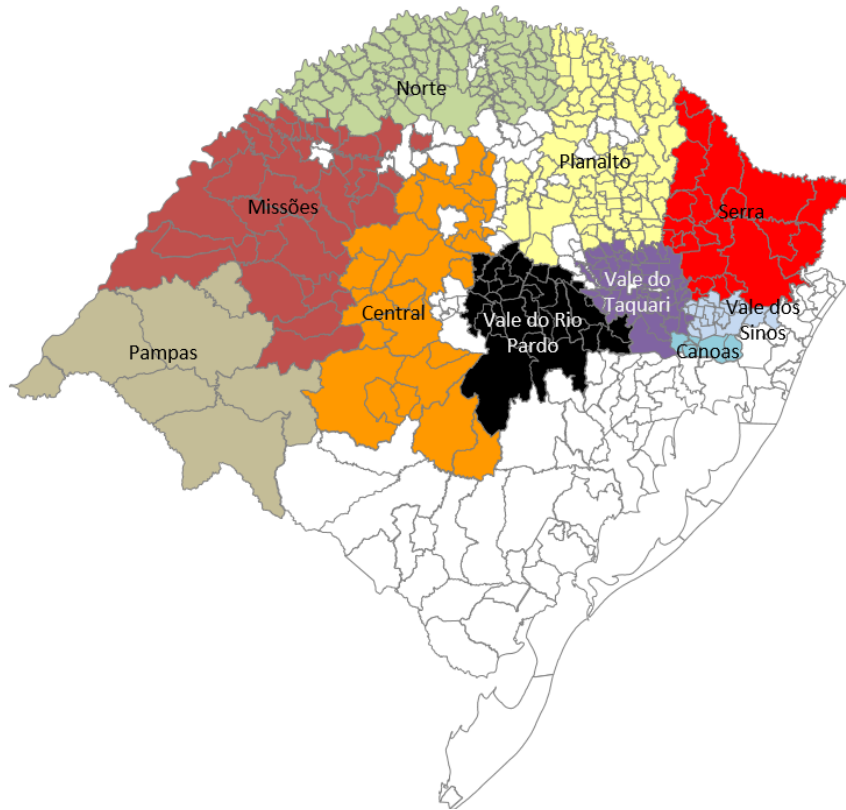 Norte
Planalto
Missões
Serra
Vale do
Taquari
Central
Vale do Rio
Pardo
Vale dos
Sinos
Pampas
Canoas